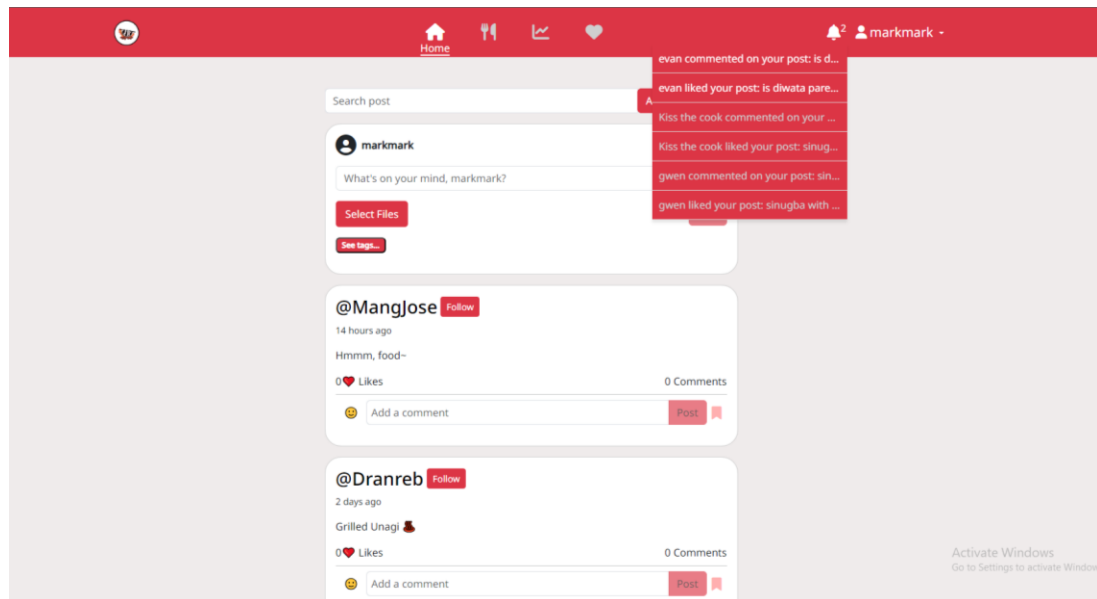 2 markmark
Home
evan commented on your post: is d...
evan liked your post: is diwata pare...
Kiss the cook commented on your ...
Kiss the cook liked your post: sinug...
gwen commented on your post: sin...
gwen liked your post: sinugba with ...
Search post
A
markmark
What's on your mind, markmark?
Select Files
See tags...
@MangJose Follow
14 hours ago
Hmmm, food~
0 Likes 0 Comments
Add a comment Post
@Dranreb Follow
2 days ago
Grilled Unagi
0 Likes 0 Comments
Add a comment Post
Activate Windows
Go to Settings to activate Window